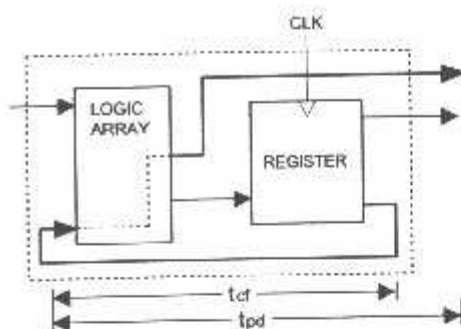 CLK
LOGIC
ARRAY
REGISTER
tcf
tpd